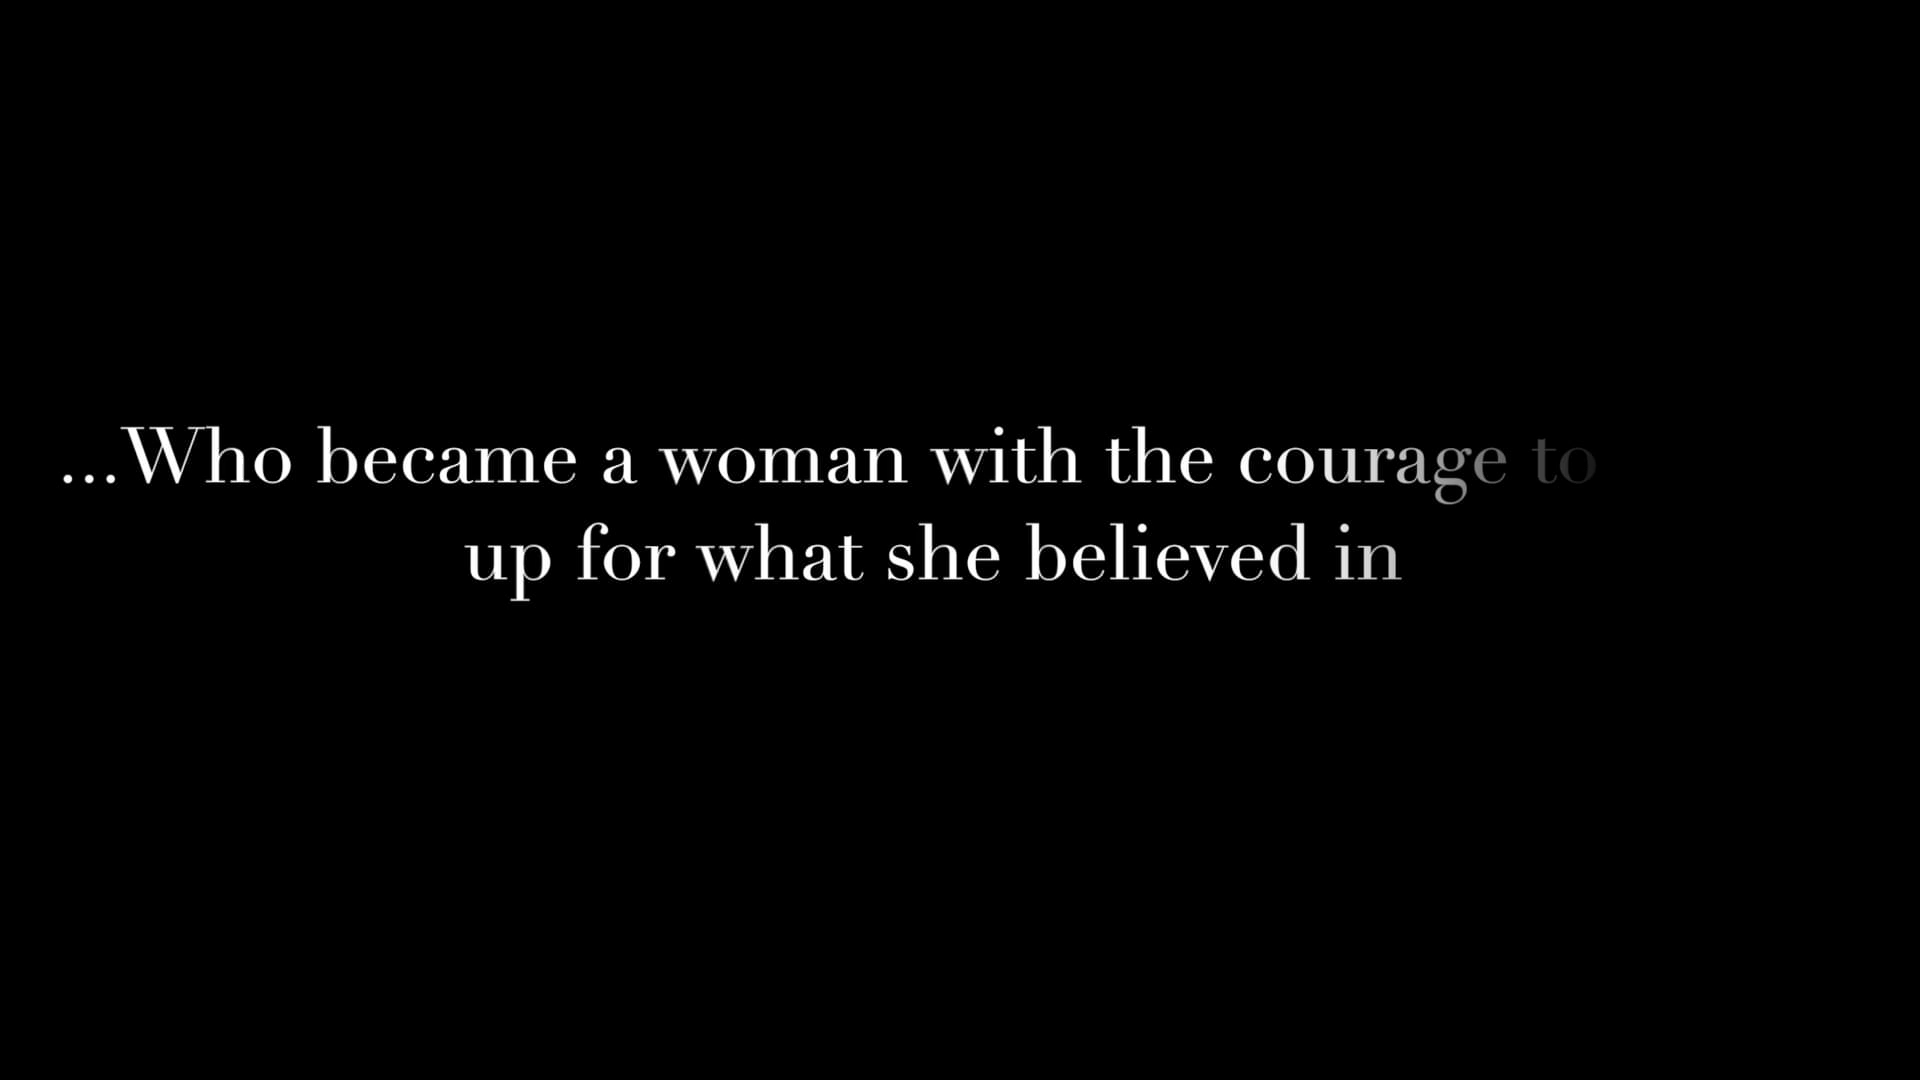 ...Who became a woman with the courage to
up for what she believed in